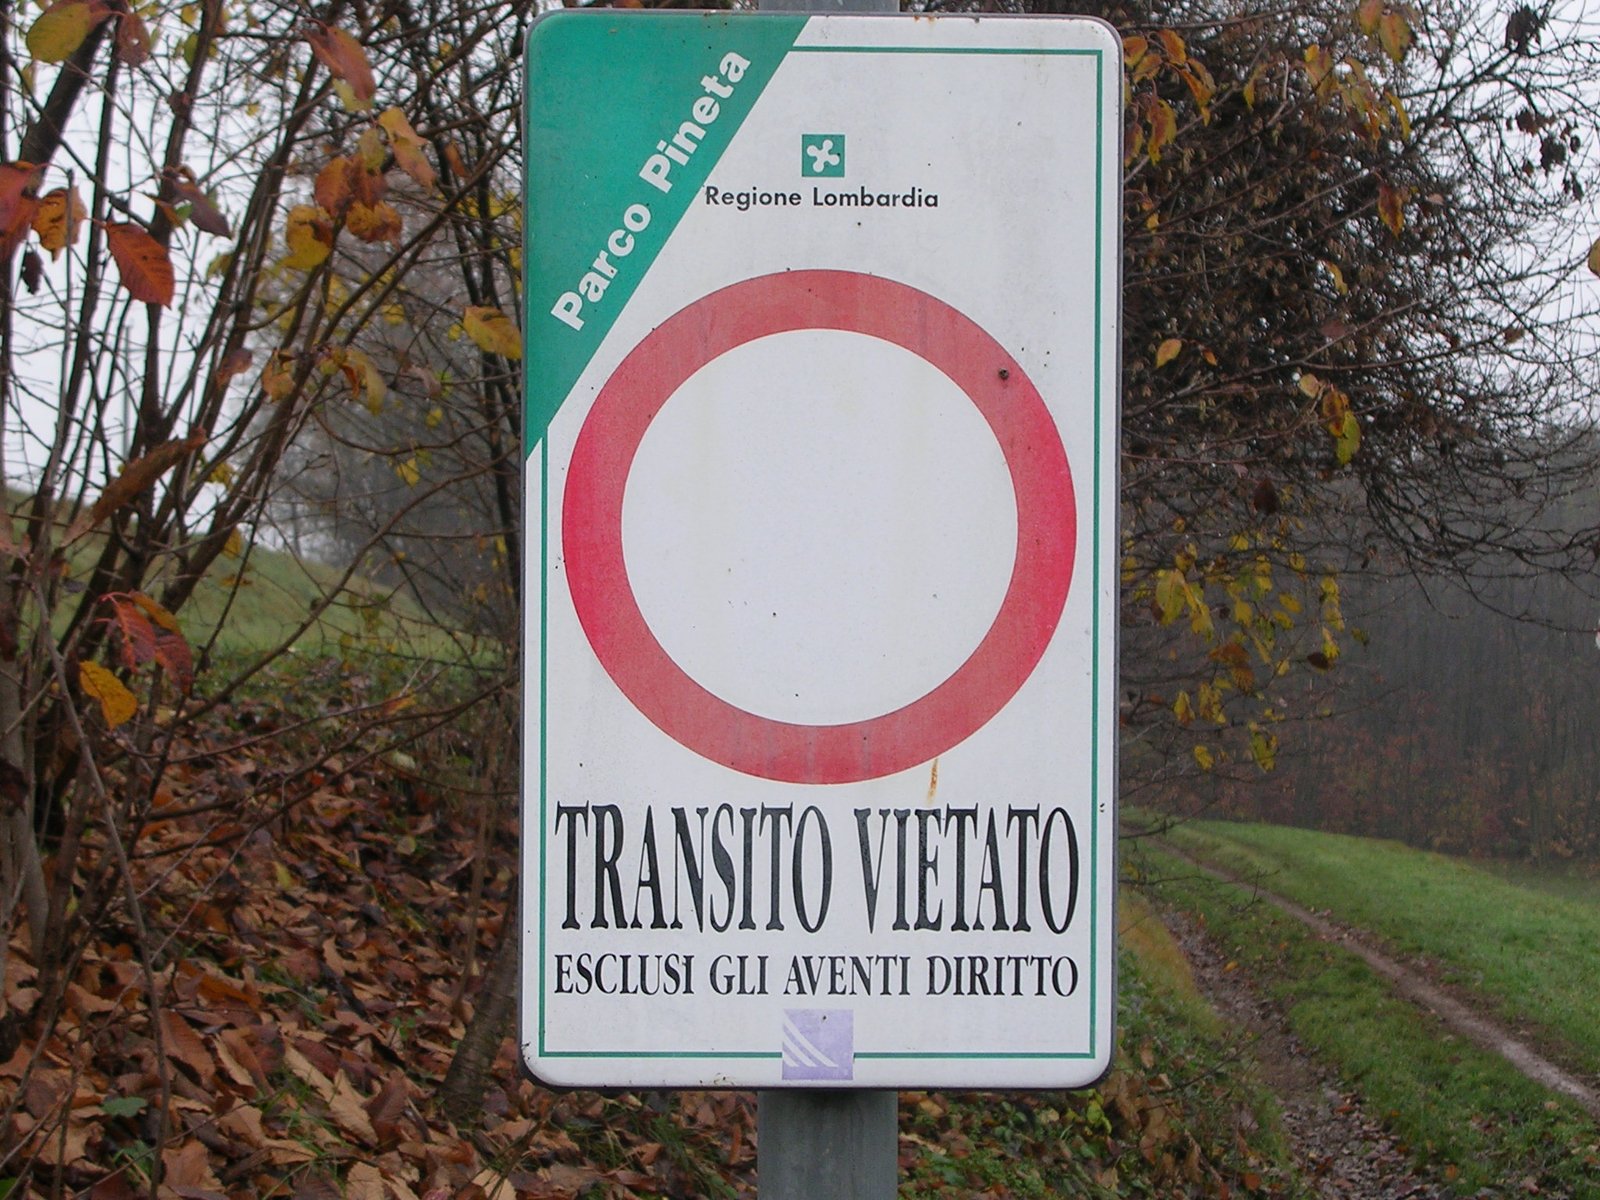 Parco Pineta
Regione Lombardia
TRANSITO VIETATO
ESCLUSI GLI AVENTI DIRITTO